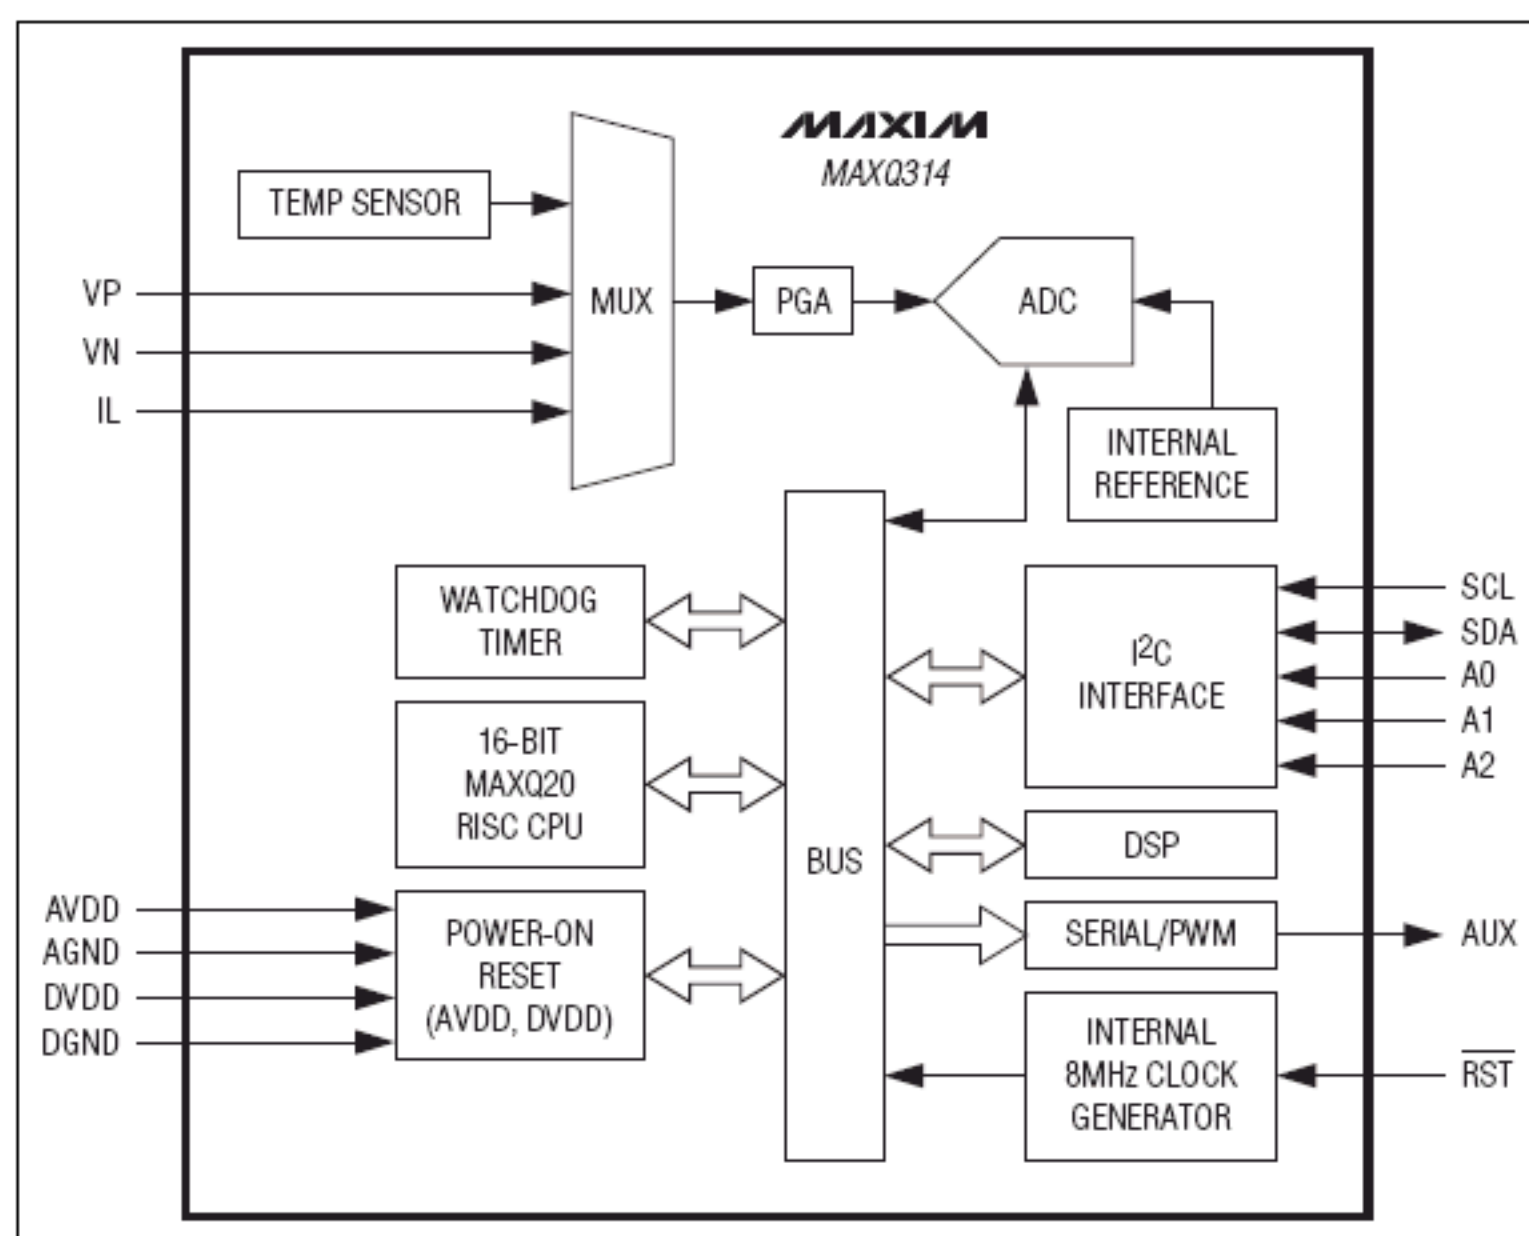 MAXIM
MAXQ314
TEMP SENSOR
VP
VN
IL
MUX
PGA
ADC
INTERNAL
REFERENCE
WATCHDOG
TIMER
16-BIT
MAXQ20
RISC CPU
AVDD
AGND
DVDD
DGND
POWER-ON
RESET
(AVDD, DVDD)
BUS
I²C
INTERFACE
SCL
SDA
A0
A1
A2
DSP
SERIAL/PWM
AUX
INTERNAL
8MHz CLOCK
GENERATOR
R̅S̅T̅